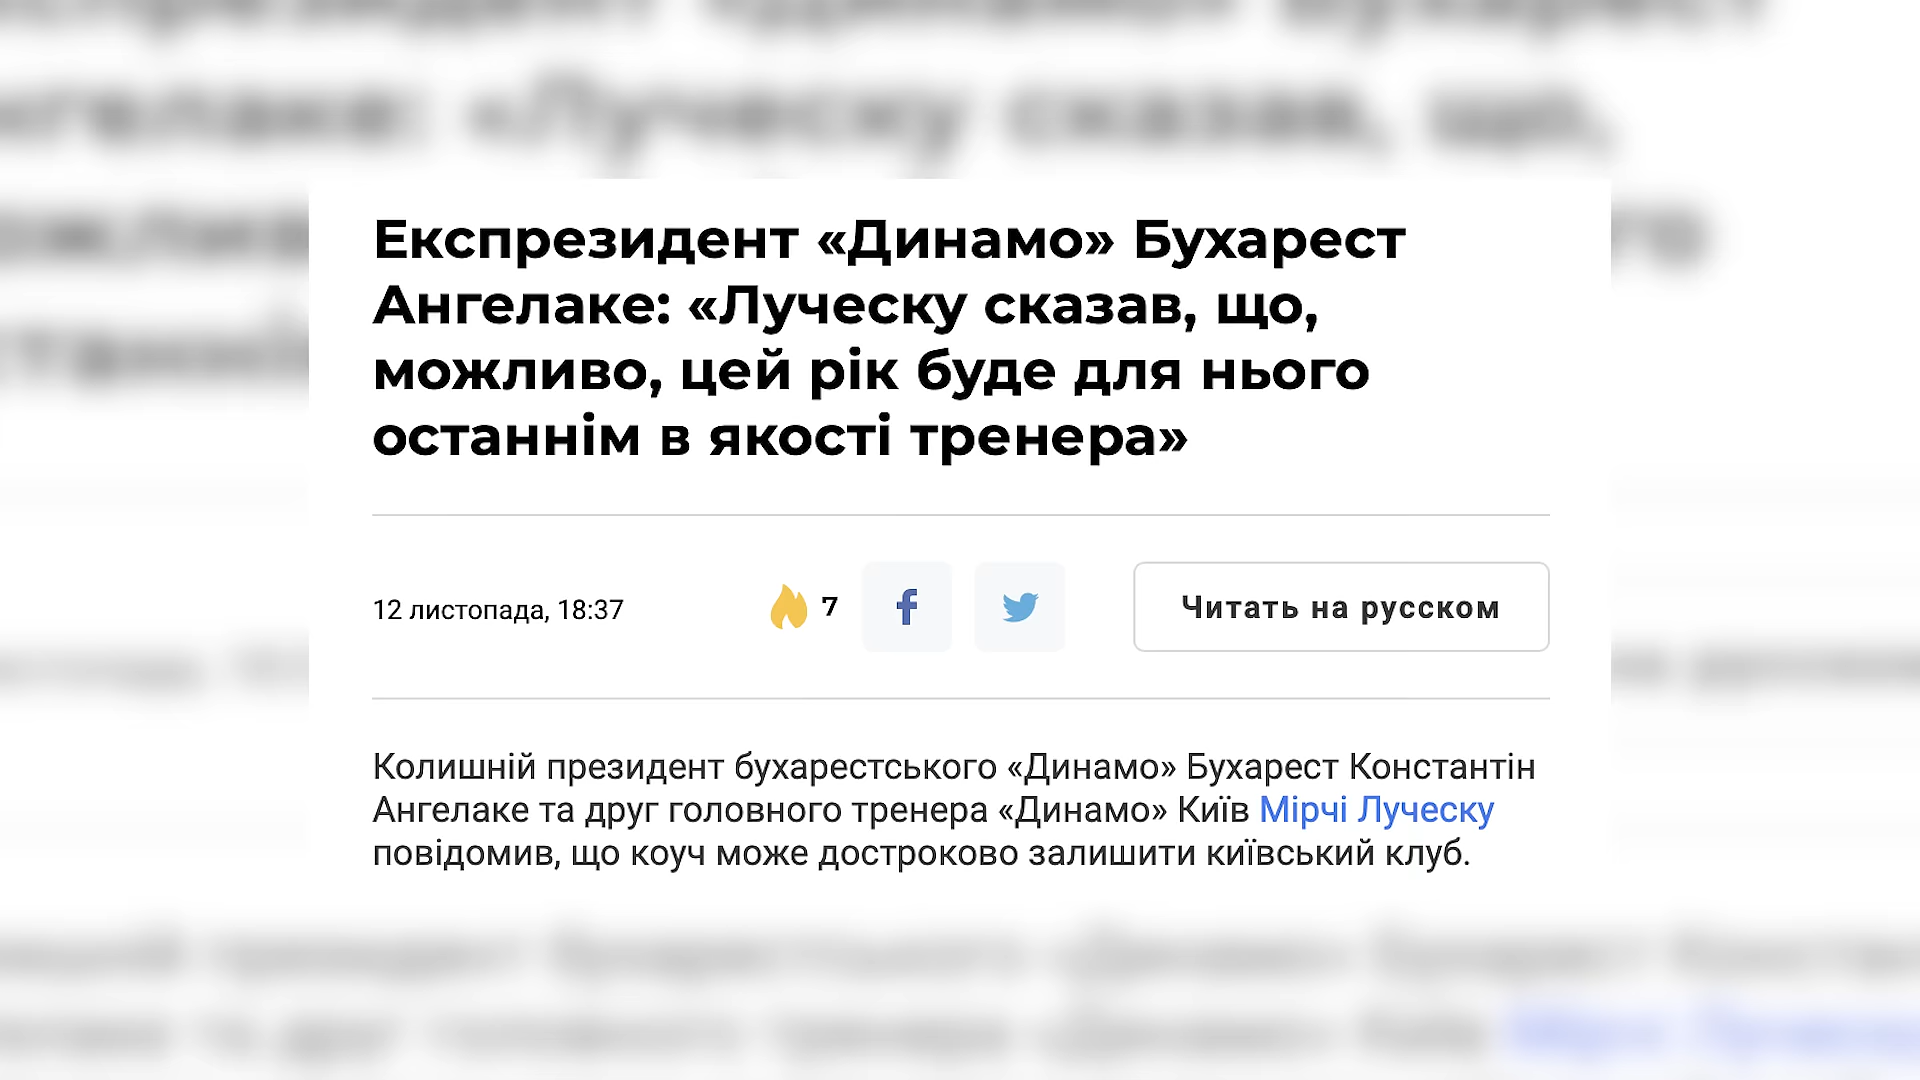 Експрезидент «Динамо» Бухарест
Ангелаке: «Луческу сказав, що,
можливо, цей рік буде для нього
останнім в якості тренера»
12 листопада, 18:37
7
Читать на русском
Колишній президент бухарестського «Динамо» Бухарест Константін
Ангелаке та друг головного тренера «Динамо» Київ Мірчі Луческу
повідомив, що коуч може достроково залишити київський клуб.